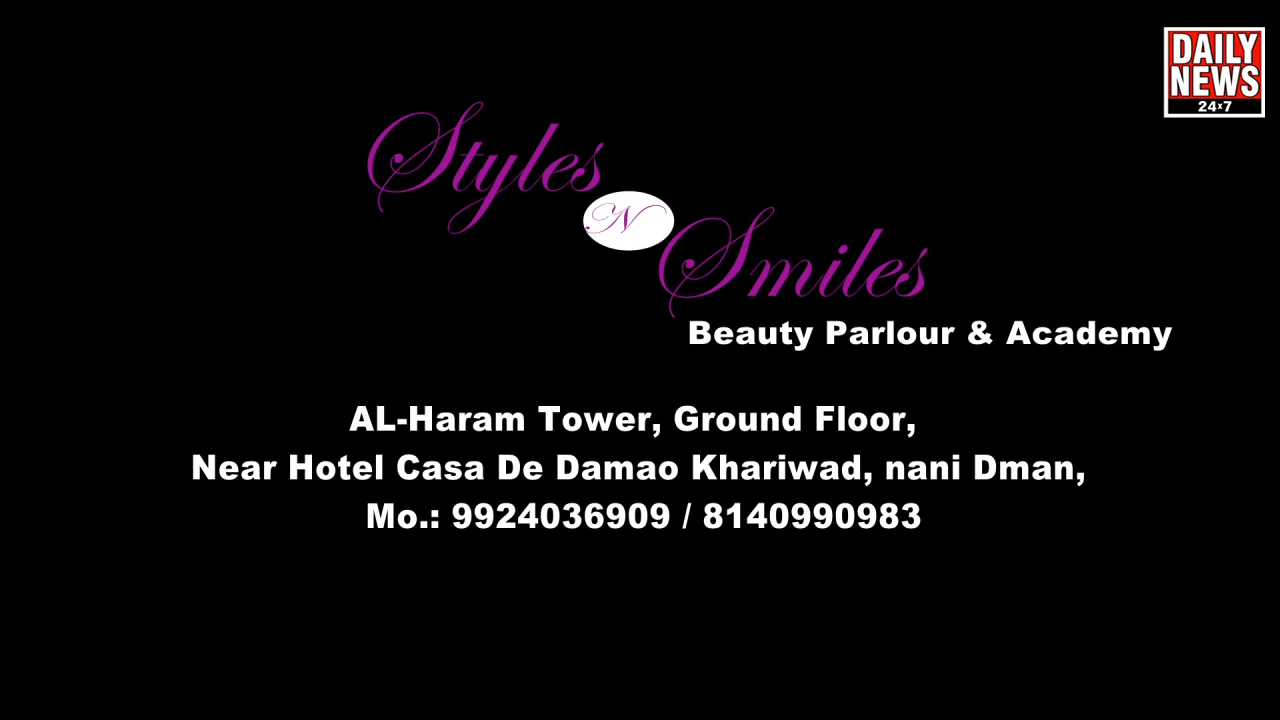 DAILY
NEWS
24x7
Styles
N
Smiles
Beauty Parlour & Academy
AL-Haram Tower, Ground Floor,
Near Hotel Casa De Damao Khariwad, nani Dman,
Mo.: 9924036909 / 8140990983